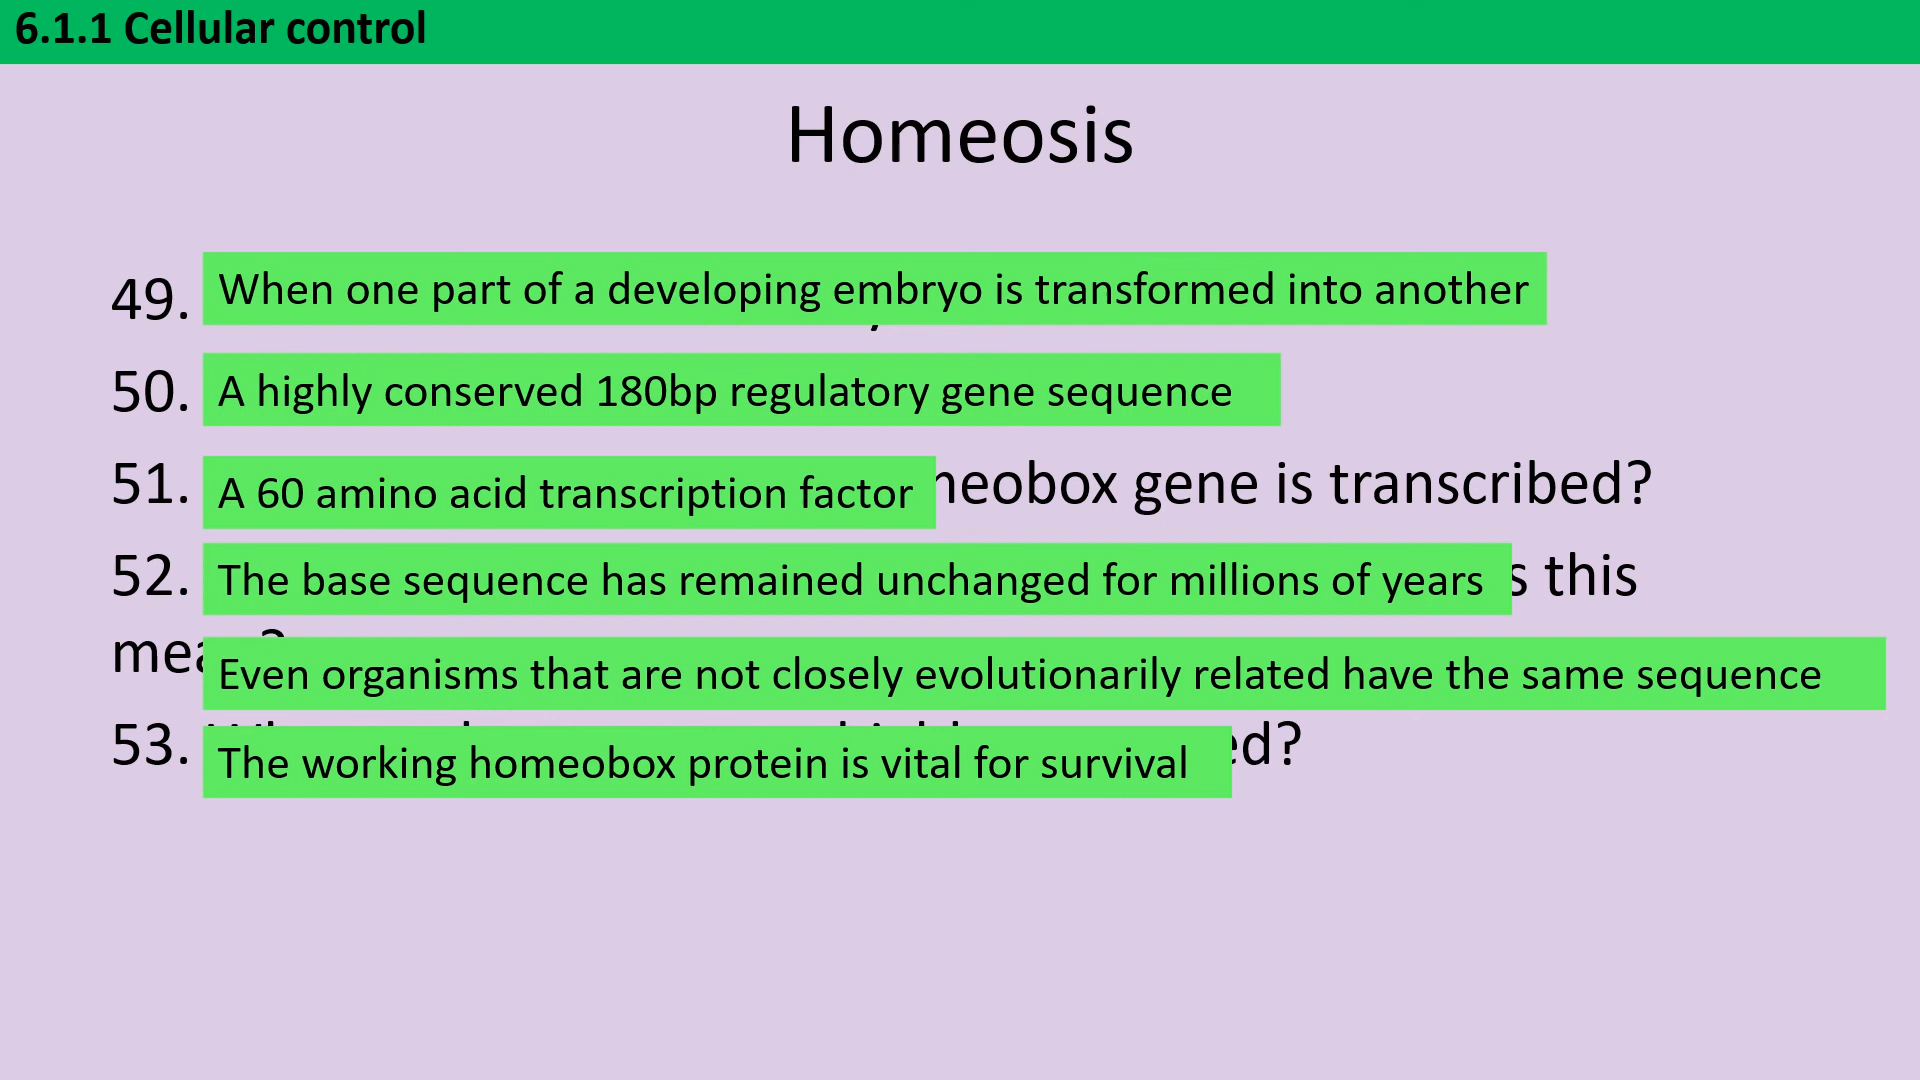 6.1.1 Cellular control
Homeosis
49. When one part of a developing embryo is transformed into another
50. A highly conserved 180bp regulatory gene sequence
51. A 60 amino acid transcription factor gene is transcribed?
52. The base sequence has remained unchanged for millions of years this
Even organisms that are not closely evolutionarily related have the same sequence
53. The working homeobox protein is vital for survival